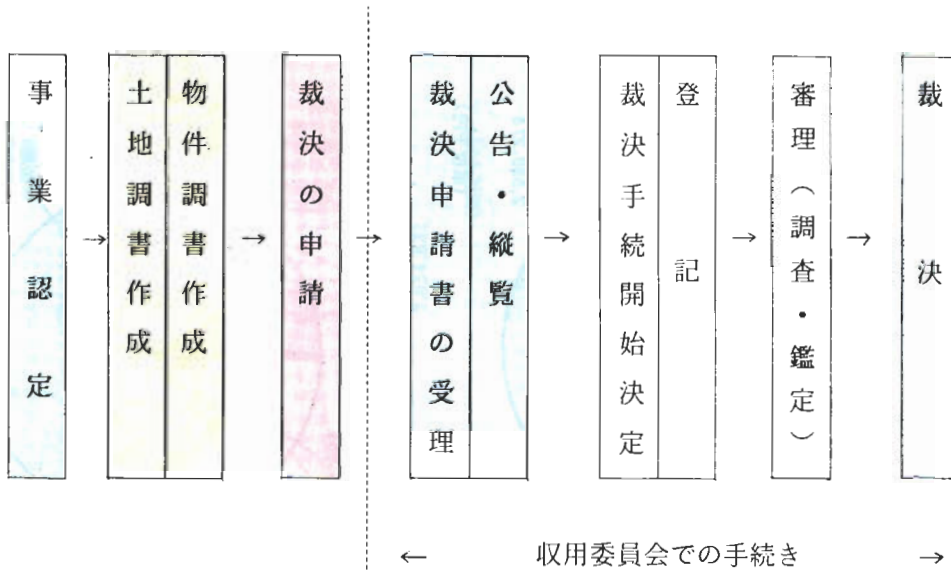 事業認定
→
土地調書作成
物件調書作成
→
裁決の申請
→
裁決申請書の受理
公告・縦覧
→
裁決手続開始決定
登記
→
審理（調査・鑑定）
→
裁決
← 収用委員会での手続き →